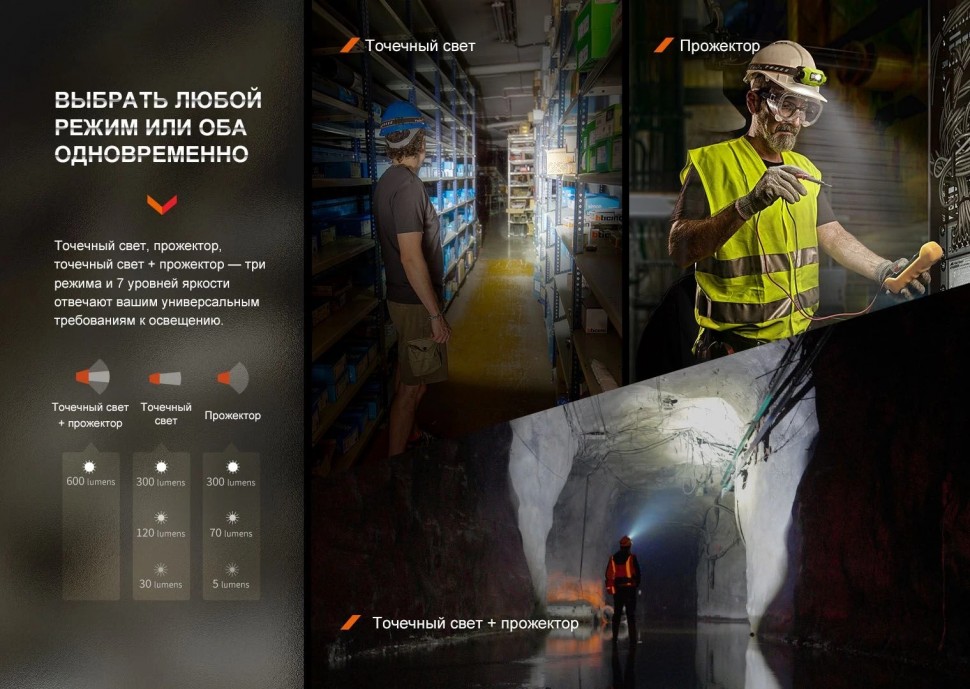 ВЫБРАТЬ ЛЮБОЙ
РЕЖИМ ИЛИ ОБА
ОДНОВРЕМЕННО
Точечный свет, прожектор,
точечный свет + прожектор — три
режима и 7 уровней яркости
отвечают вашим универсальным
требованиям к освещению.
Точечный свет
+ прожектор
Точечный
свет
Прожектор
600 lumens
300 lumens
300 lumens
120 lumens
70 lumens
30 lumens
5 lumens
Точечный свет
Прожектор
Точечный свет + прожектор